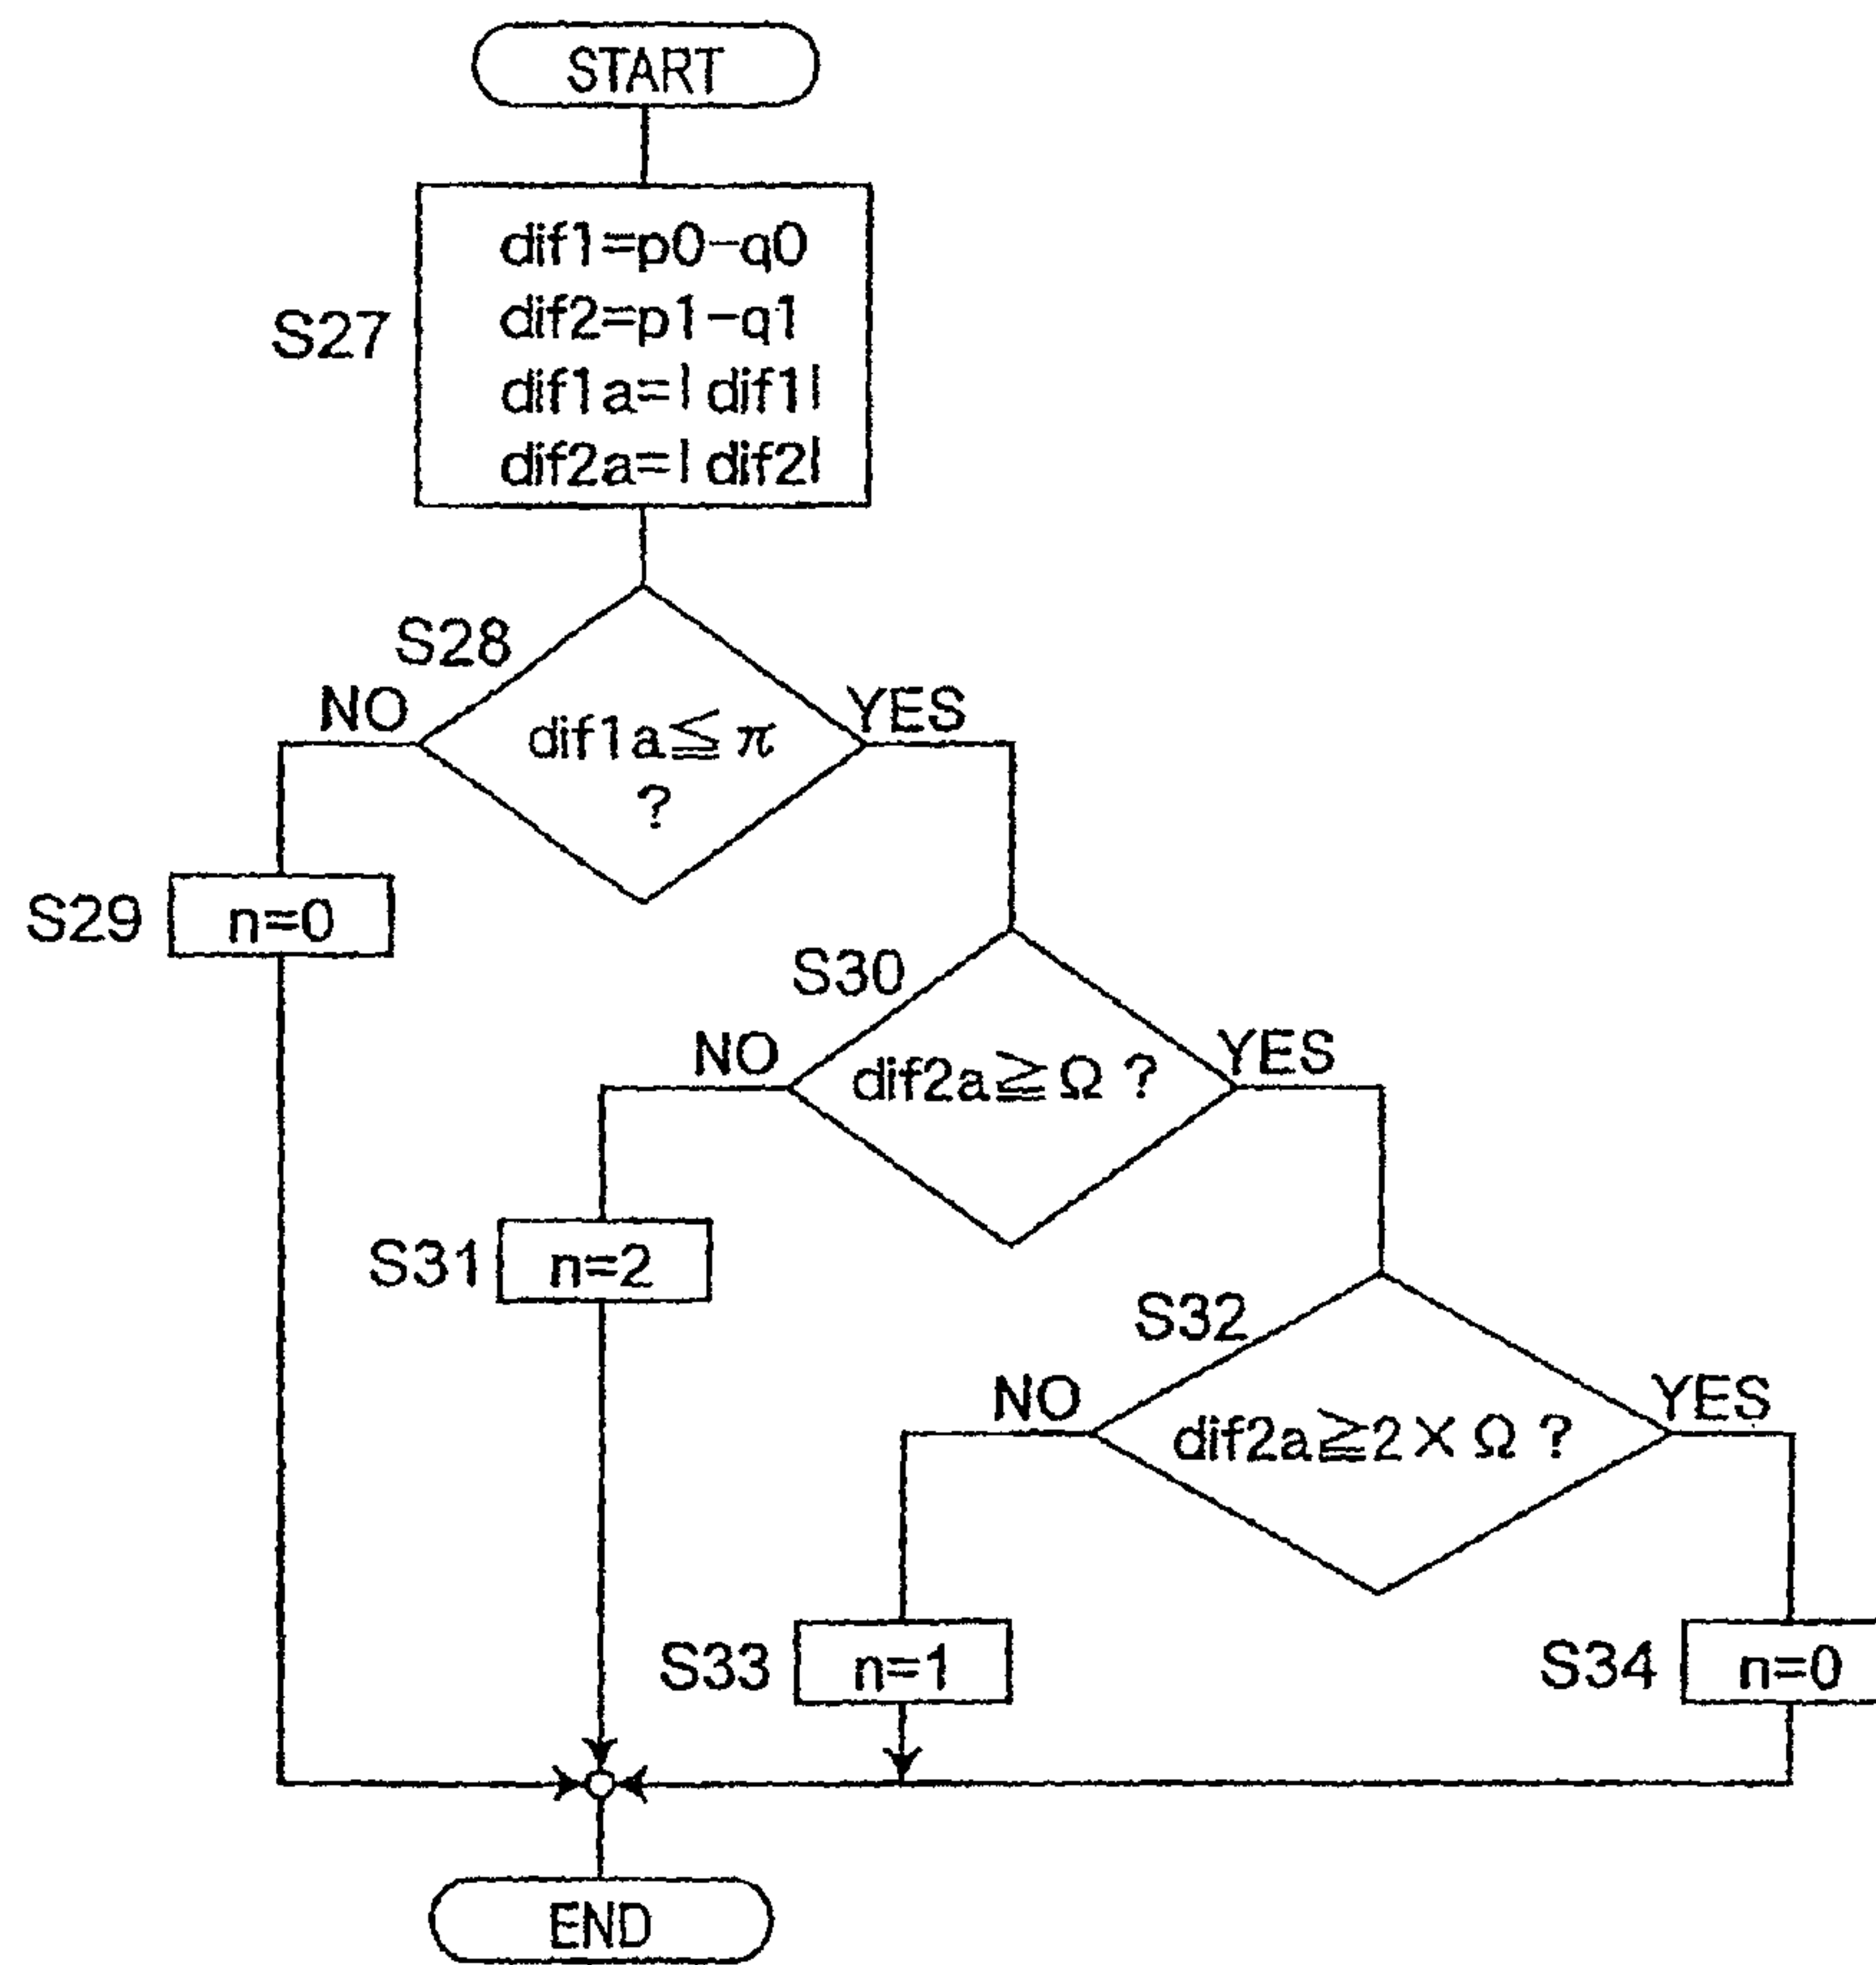 START
S27
dif1=p0-q0
dif2=p1-q1
dif1a=|dif1|
dif2a=|dif2|
S28
NO
YES
dif1a≦π
?
S29
n=0
S30
NO
YES
dif2a≧Ω?
S31
n=2
S32
NO
YES
dif2a≧2×Ω?
S33
n=1
S34
n=0
END